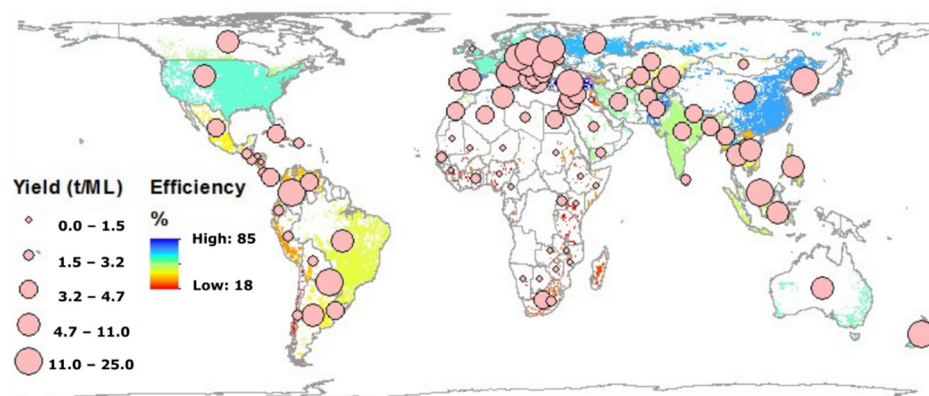 Yield (t/ML)
0.0 – 1.5
1.5 – 3.2
3.2 – 4.7
4.7 – 11.0
11.0 – 25.0
Efficiency
%
High: 85
Low: 18